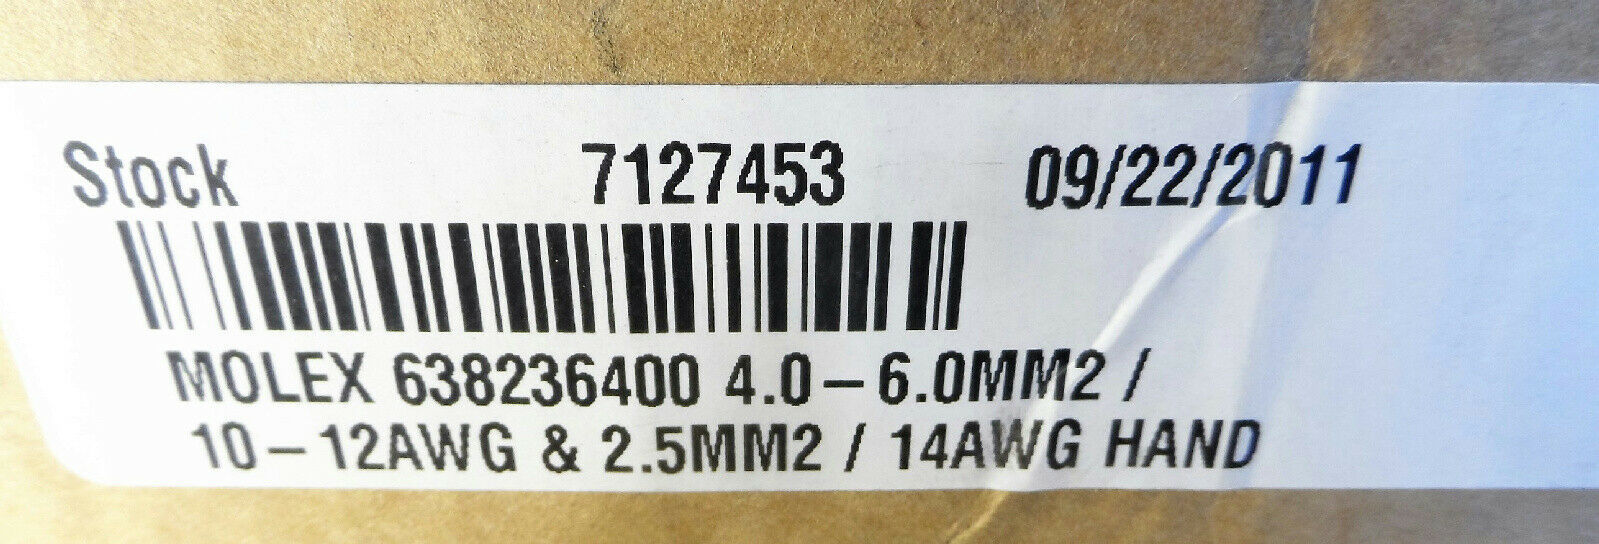 Stock 7127453 09/22/2011
MOLEX 638236400 4.0-6.0MM2 /
10-12AWG & 2.5MM2 / 14AWG HAND